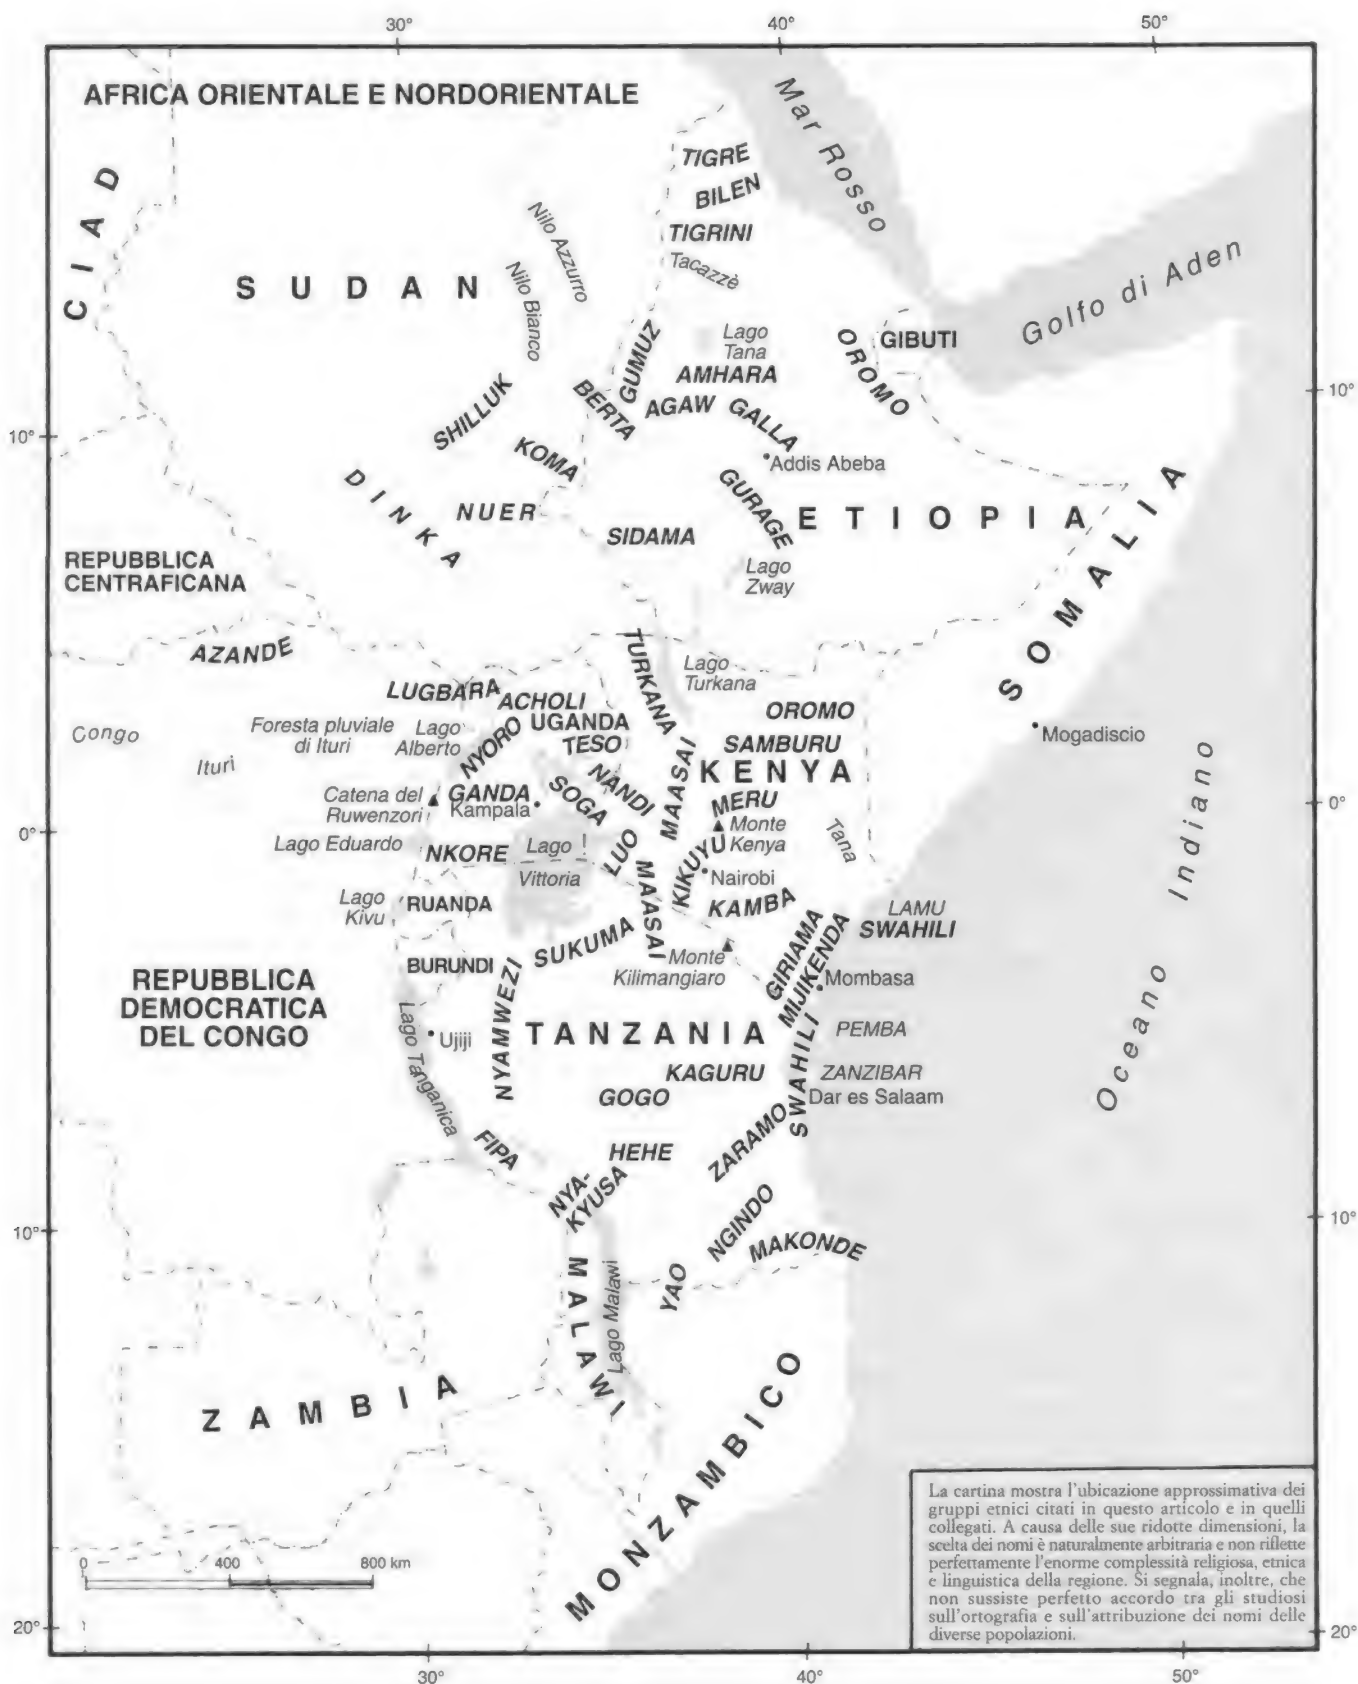 30°
40°
50°
AFRICA ORIENTALE E NORDORIENTALE
Mar Rosso
CIAD
TIGRE
BILEN
TIGRINI
Tacazzè
Nilo Azzurro
Nilo Bianco
SUDAN
Golfo di Aden
Lago
Tana
GIBUTI
OROMO
GUMUZ
AMHARA
BERTA
AGAW
GALLA
SHILLUK
10°
10°
KOMA
Addis Abeba
DINKA
NUER
GURAGE
ETIOPIA
SIDAMA
SOMALIA
REPUBBLICA
CENTRAFICANA
Lago
Zway
AZANDE
TURKANA
Lago
Turkana
LUGBARA
ACHOLI
OROMO
Congo
Ituri
Foresta pluviale
di Ituri
Lago
Alberto
NYORO
UGANDA
TESO
SAMBURU
Mogadiscio
KENYA
NANDI
MAASAI
Catena del
Ruwenzori
GANDA
Kampala
SOGA
MERU
Monte
Kenya
Tana
0°
0°
Lago Eduardo
NKORE
Lago
Vittoria
LUO
KIKUYU
Nairobi
Oceano Indiano
Lago
Kivu
RUANDA
MAASAI
KAMBA
LAMU
SWAHILI
SUKUMA
GIRIAMA
MIJIKENDA
BURUNDI
Monte
Kilimangiaro
Mombasa
REPUBBLICA
DEMOCRATICA
DEL CONGO
NYAMWEZI
Lago Tanganica
Ujiji
TANZANIA
PEMBA
SWAHILI
KAGURU
ZANZIBAR
GOGO
Dar es Salaam
FIPA
HEHE
ZARAMO
NYA-
KYUSA
10°
10°
NGINDO
MAKONDE
YAO
MALAWI
Lago Malawi
ZAMBIA
MONZAMBICO
La cartina mostra l'ubicazione approssimativa dei
gruppi etnici citati in questo articolo e in quelli
collegati. A causa delle sue ridotte dimensioni, la
scelta dei nomi è naturalmente arbitraria e non riflette
perfettamente l'enorme complessità religiosa, etnica
e linguistica della regione. Si segnala, inoltre, che
non sussiste perfetto accordo tra gli studiosi
sull'ortografia e sull'attribuzione dei nomi delle
diverse popolazioni.
0 400 800 km
20°
20°
30°
40°
50°